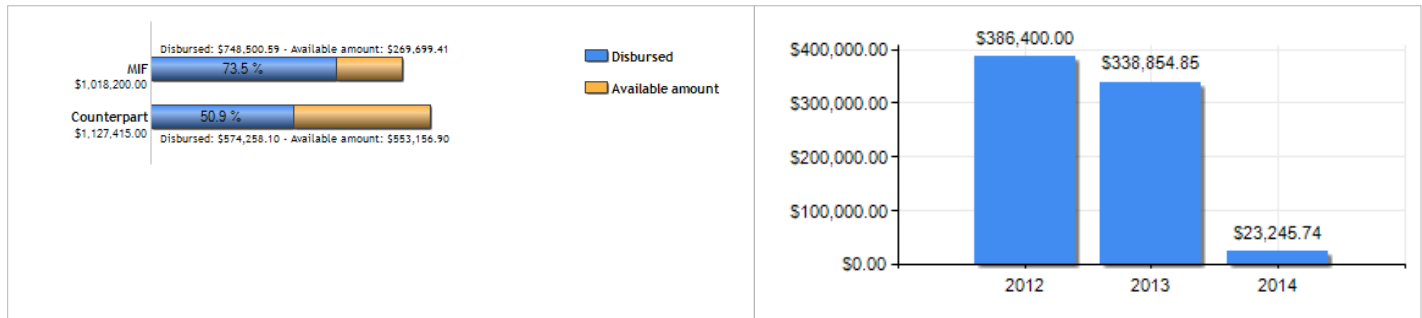 Disbursed: $748,500.59 - Available amount: $269,699.41
MIF
73.5 %
$1,018,200.00
Counterpart
50.9 %
$1,127,415.00
Disbursed: $574,258.10 - Available amount: $553,156.90
Disbursed
Available amount
$400,000.00
$300,000.00
$200,000.00
$100,000.00
$0.00
$386,400.00
$338,854.85
$23,245.74
2012
2013
2014